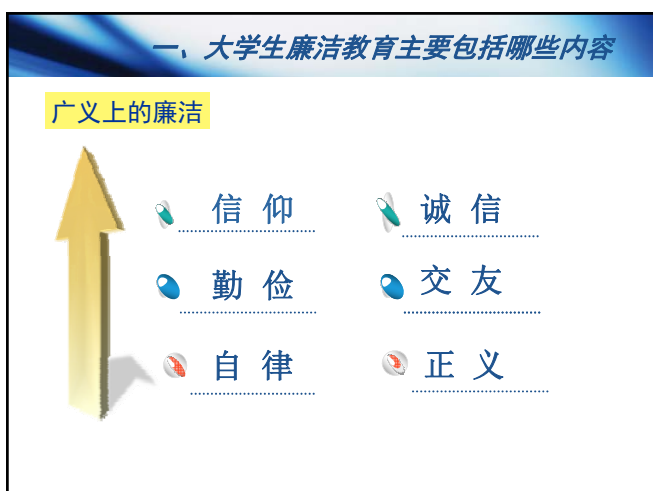 一、大学生廉洁教育主要包括哪些内容
广义上的廉洁
信 仰
诚 信
勤 俭
交 友
自 律
正 义